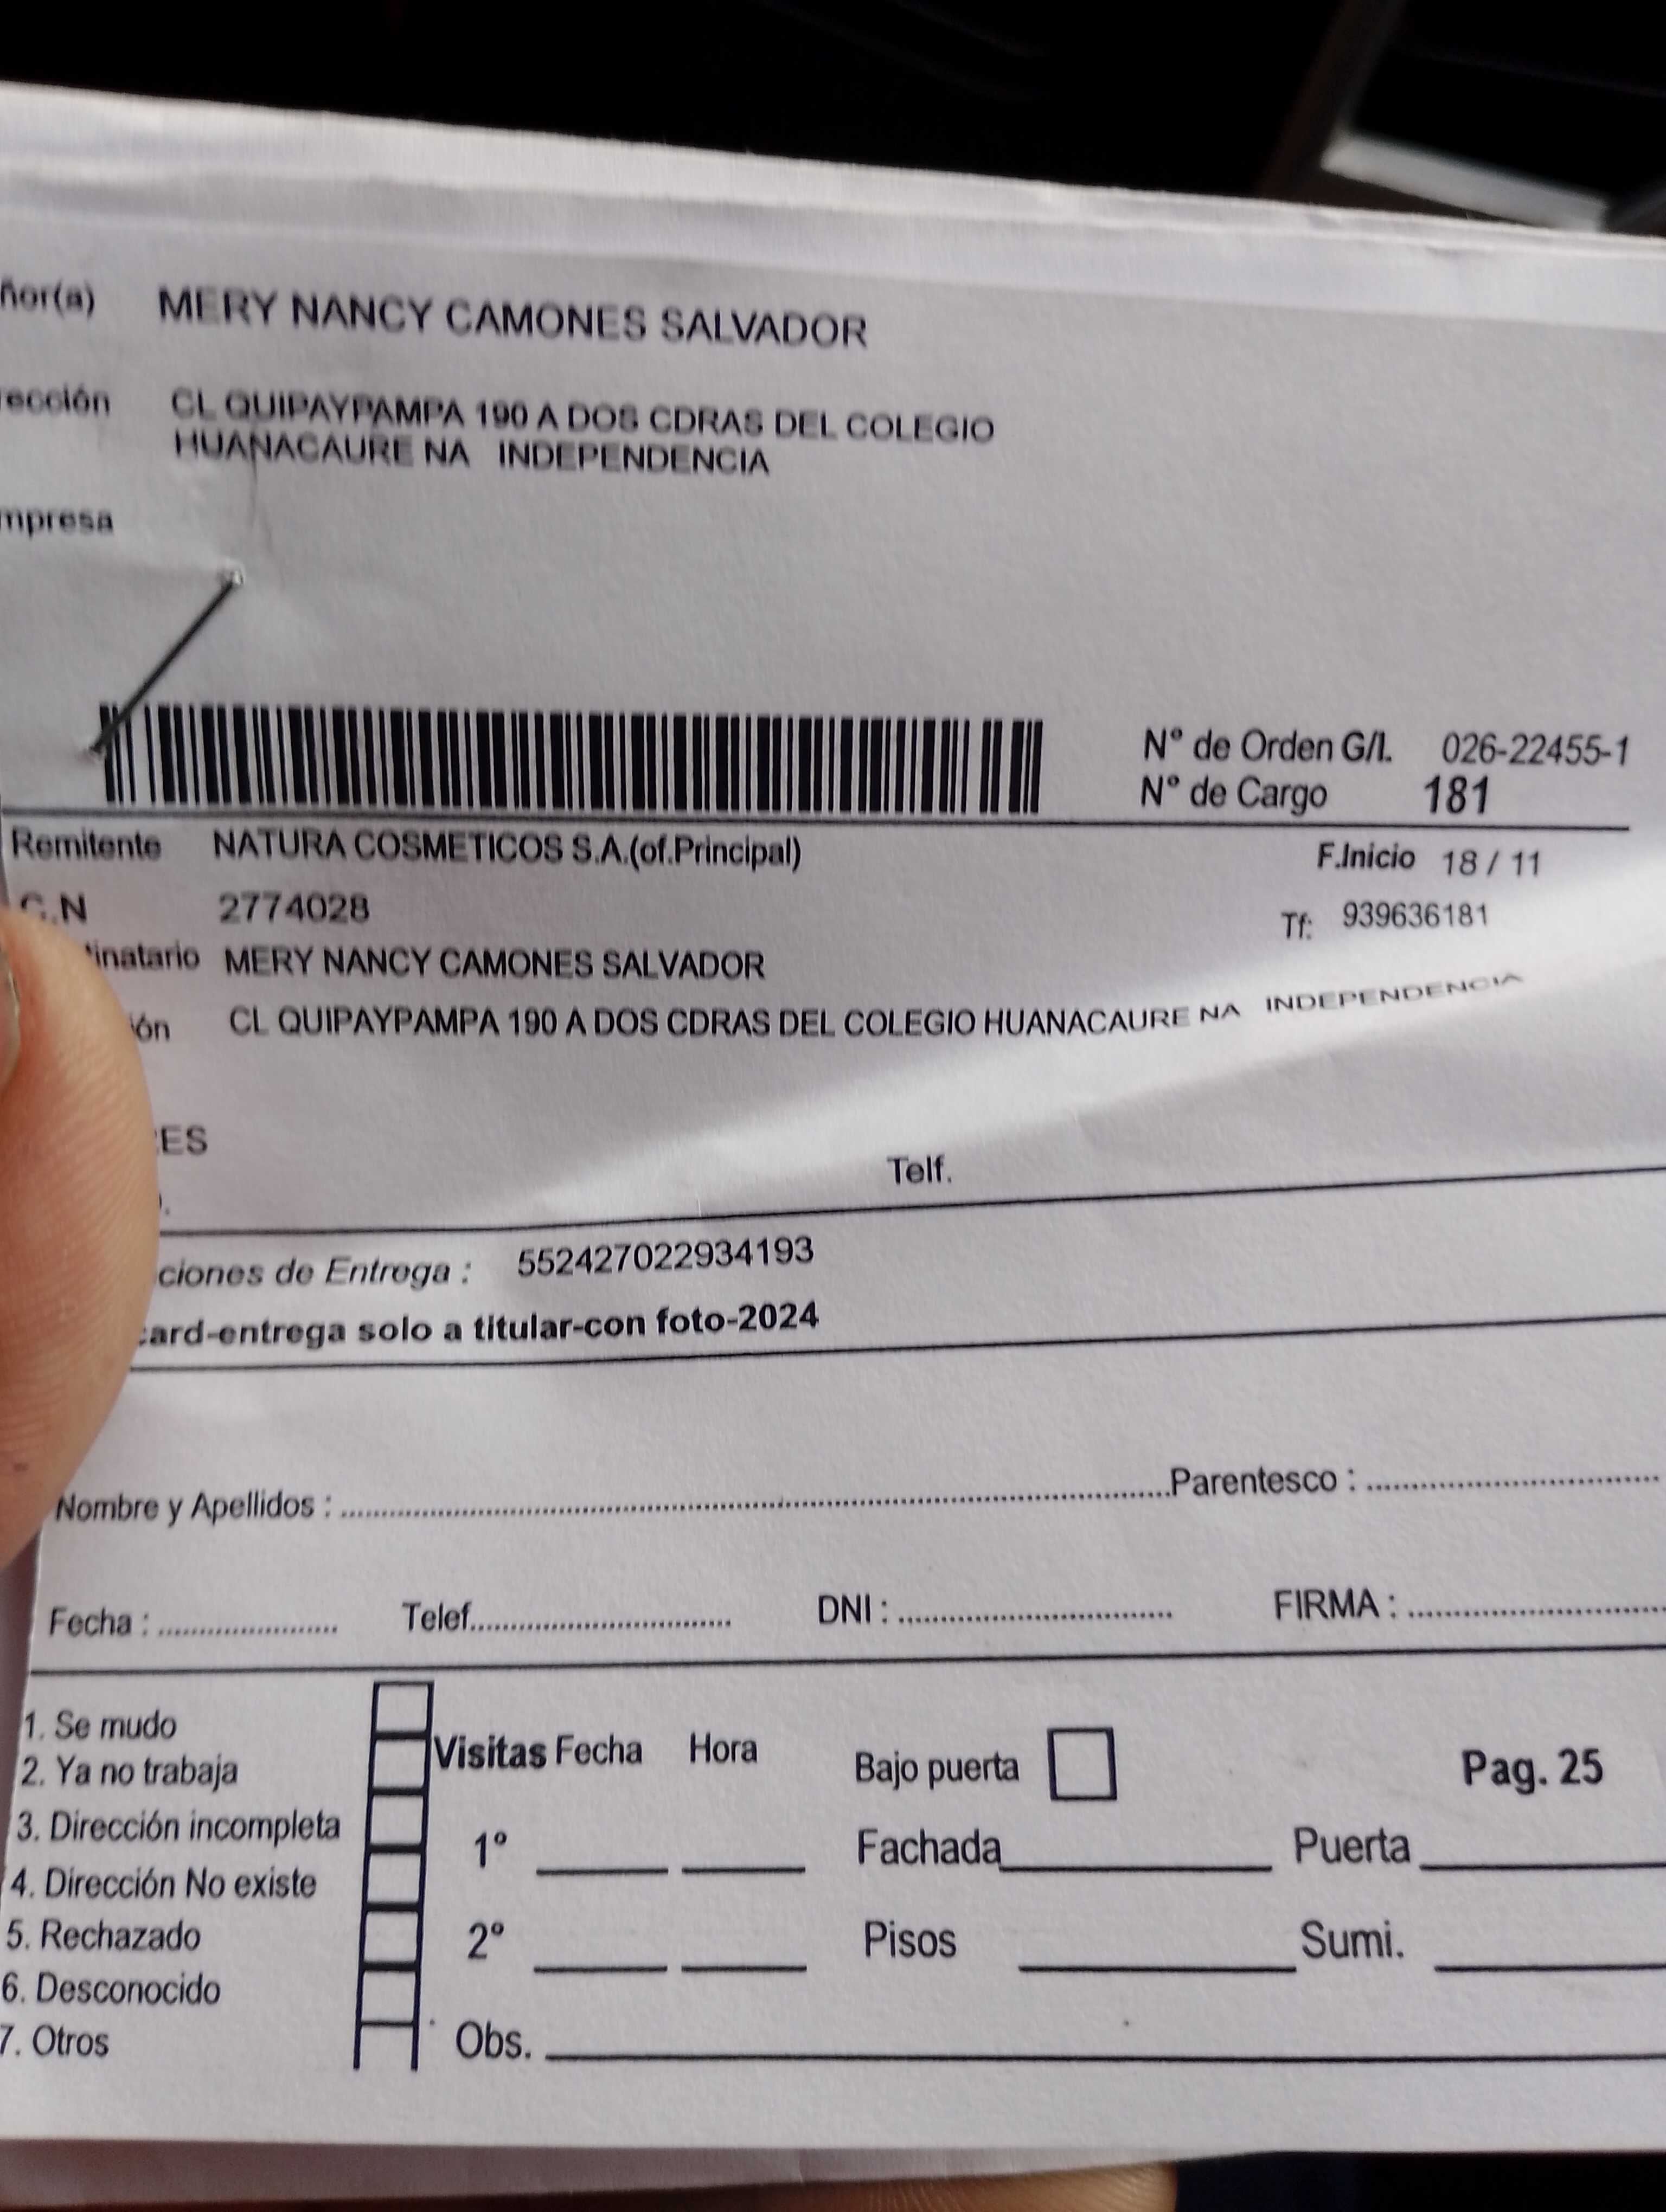 ñor(a) MERY NANCY CAMONES SALVADOR
rección CL QUIPAYPAMPA 190 A DOS CDRAS DEL COLEGIO
HUANACAURE NA INDEPENDENCIA
mpresa
N° de Orden G/I. 026-22455-1
N° de Cargo 181
Remitente NATURA COSMETICOS S.A.(of.Principal) F.Inicio 18 / 11
C.N 2774028 Tf: 939636181
tinatario MERY NANCY CAMONES SALVADOR
ión CL QUIPAYPAMPA 190 A DOS CDRAS DEL COLEGIO HUANACAURE NA INDEPENDENCIA
ES
Telf.
ciones de Entrega : 552427022934193
card-entrega solo a titular-con foto-2024
Nombre y Apellidos : Parentesco :
Fecha : Telef. DNI : FIRMA :
1. Se mudo
2. Ya no trabaja
3. Dirección incompleta
4. Dirección No existe
5. Rechazado
6. Desconocido
7. Otros
Visitas Fecha Hora
1º
2º
Obs.
Bajo puerta
Fachada Puerta
Pisos Sumi.
Pag. 25